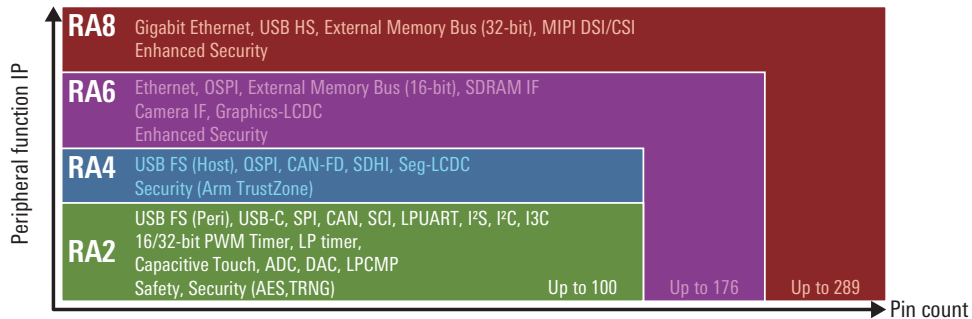 Peripheral function IP
RA8
Gigabit Ethernet, USB HS, External Memory Bus (32-bit), MIPI DSI/CSI
Enhanced Security
RA6
Ethernet, OSPI, External Memory Bus (16-bit), SDRAM IF
Camera IF, Graphics-LCDC
Enhanced Security
RA4
USB FS (Host), QSPI, CAN-FD, SDHI, Seg-LCDC
Security (Arm TrustZone)
RA2
USB FS (Peri), USB-C, SPI, CAN, SCI, LPUART, I²S, I²C, I3C
16/32-bit PWM Timer, LP timer,
Capacitive Touch, ADC, DAC, LPCMP
Safety, Security (AES,TRNG)
Up to 100
Up to 176
Up to 289
Pin count